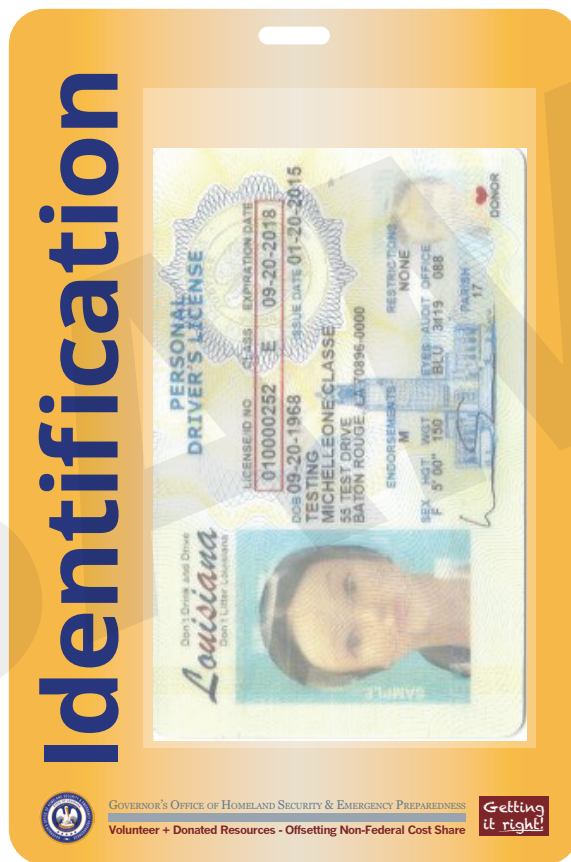 Identification
Don't Drink and Drive
Louisiana
Don't Litter Louisiana
PERSONAL
DRIVER'S LICENSE
LICENSE/ID NO CLASS EXPIRATION DATE
010000252 E 09-20-2018
DOB 09-20-1968 ISSUE DATE 01-20-2015
TESTING
MICHELLEONE CLASSE
55 TEST DRIVE
BATON ROUGE, LA 70896-0000
ENDORSEMENTS RESTRICTIONS
M NONE
SEX HGT WGT EYES AUDIT OFFICE
F 5' 00" 150 BLU 3119 088
PARISH
17
DONOR
SAMPLE
GOVERNOR'S OFFICE OF HOMELAND SECURITY & EMERGENCY PREPAREDNESS
Volunteer + Donated Resources - Offsetting Non-Federal Cost Share
Getting
it right!